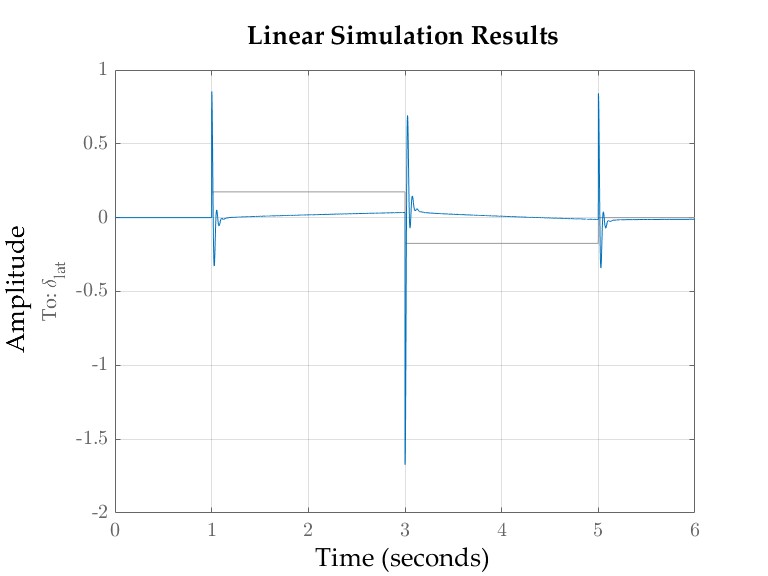 Linear Simulation Results
1
0.5
0
-0.5
-1
-1.5
-2
Amplitude
To: δ_lat
0 1 2 3 4 5 6
Time (seconds)